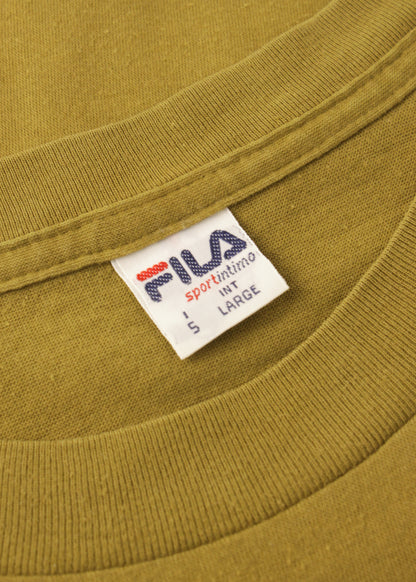 FILA
sportintimo
I INT
5 LARGE